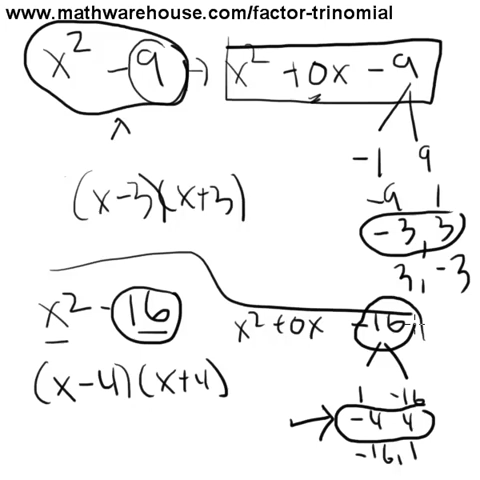 www.mathwarehouse.com/factor-trinomial
x² - 9 → x² + 0x - 9
-1 9
-9 1
(x-3)(x+3)
-3, 3
3, -3
x² - 16
x² + 0x - 16
(x-4)(x+4)
1 -16
-4 4
-16, 1